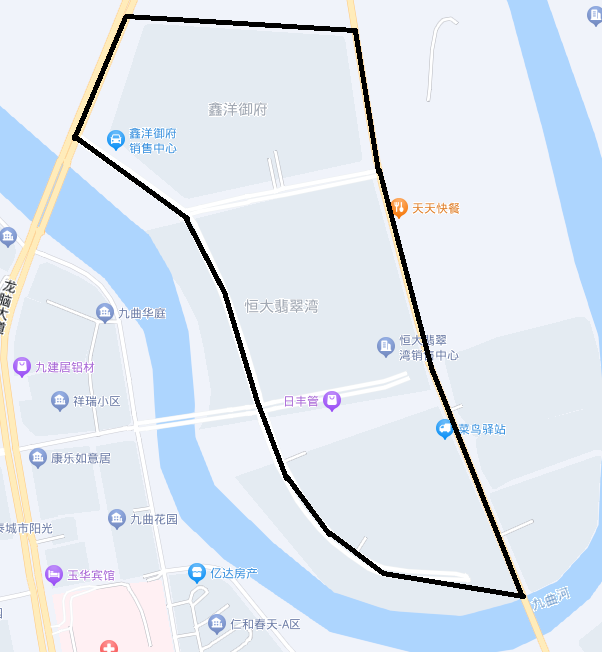 鑫洋御府
鑫洋御府
销售中心
天天快餐
龙脑大道
九曲华庭
恒大翡翠湾
恒大翡翠
湾销售中心
九建居铝材
祥瑞小区
日丰管
菜鸟驿站
康乐如意居
九曲花园
泰城市阳光
玉华宾馆
亿达房产
九曲河
仁和春天-A区